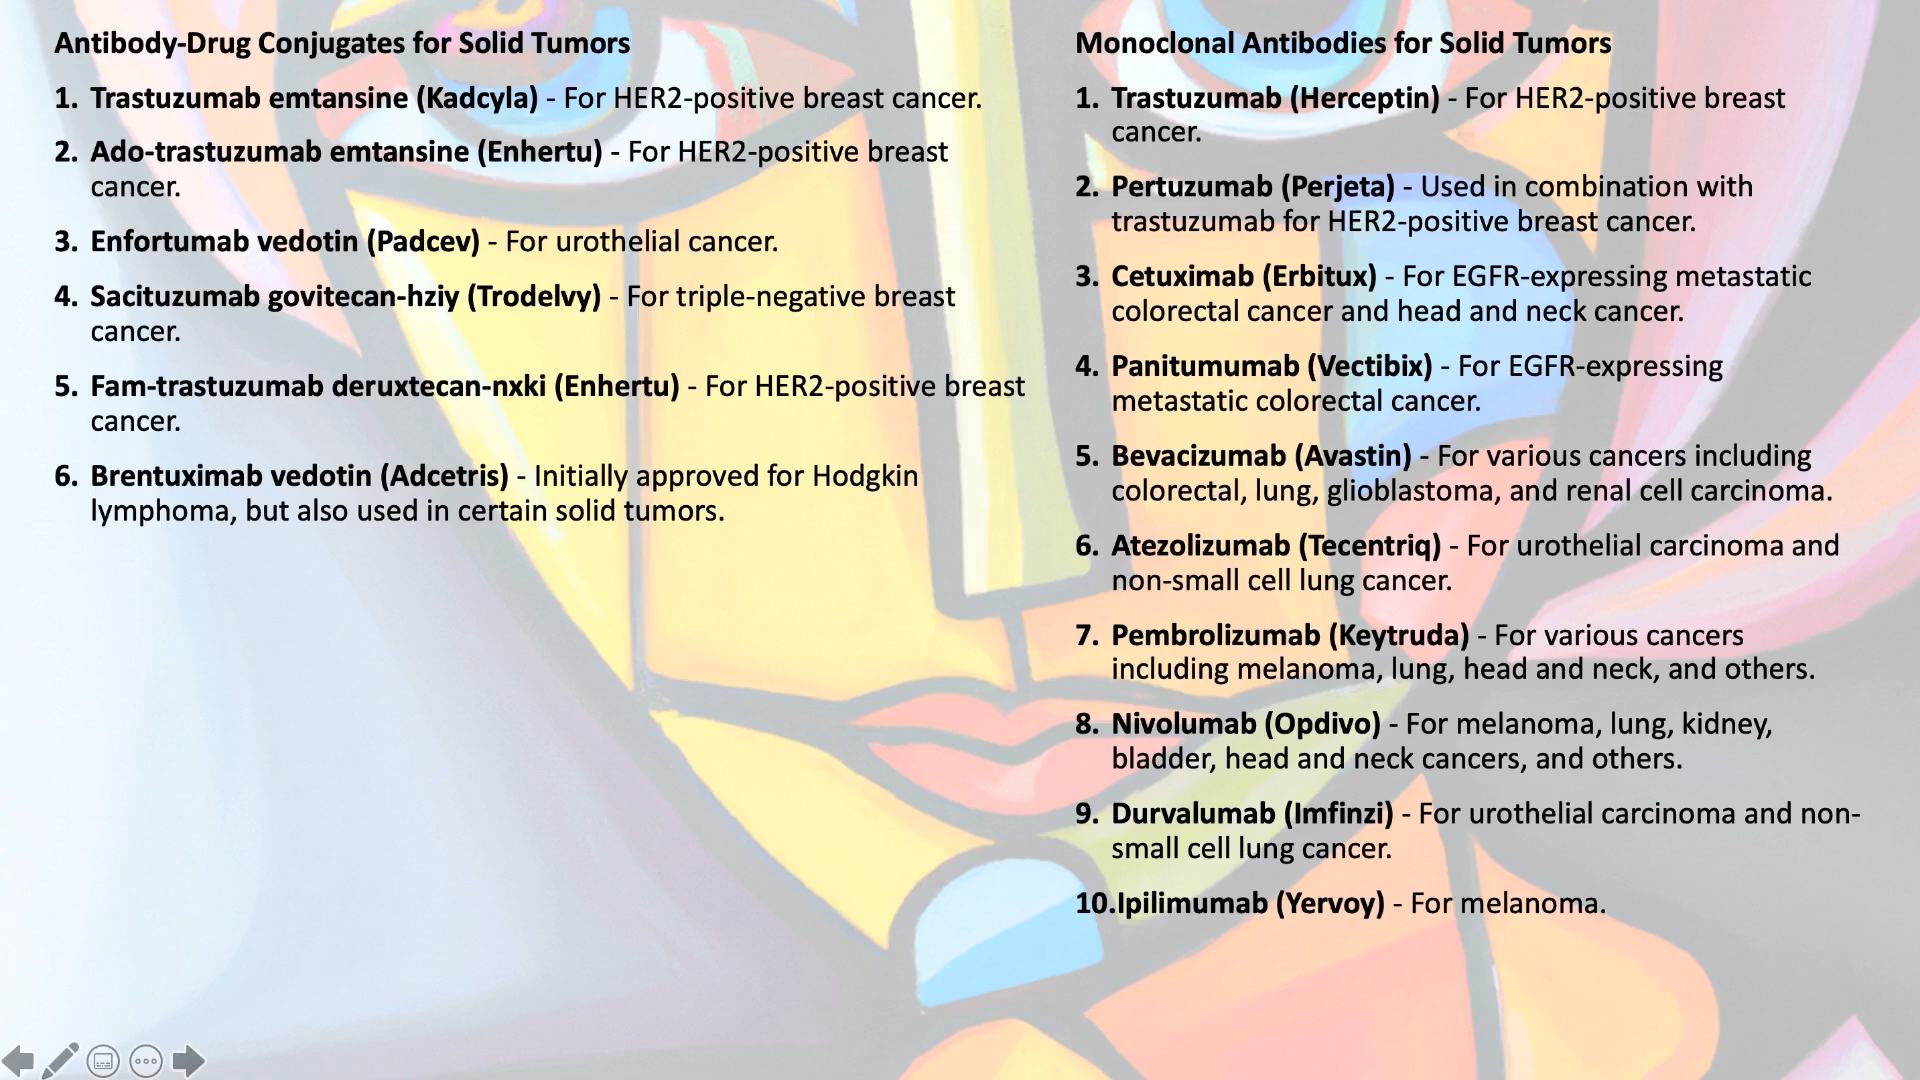 Antibody-Drug Conjugates for Solid Tumors
1. Trastuzumab emtansine (Kadcyla) - For HER2-positive breast cancer.
2. Ado-trastuzumab emtansine (Enhertu) - For HER2-positive breast
cancer.
3. Enfortumab vedotin (Padcev) - For urothelial cancer.
4. Sacituzumab govitecan-hziy (Trodelvy) - For triple-negative breast
cancer.
5. Fam-trastuzumab deruxtecan-nxki (Enhertu) - For HER2-positive breast
cancer.
6. Brentuximab vedotin (Adcetris) - Initially approved for Hodgkin
lymphoma, but also used in certain solid tumors.
Monoclonal Antibodies for Solid Tumors
1. Trastuzumab (Herceptin) - For HER2-positive breast
cancer.
2. Pertuzumab (Perjeta) - Used in combination with
trastuzumab for HER2-positive breast cancer.
3. Cetuximab (Erbitux) - For EGFR-expressing metastatic
colorectal cancer and head and neck cancer.
4. Panitumumab (Vectibix) - For EGFR-expressing
metastatic colorectal cancer.
5. Bevacizumab (Avastin) - For various cancers including
colorectal, lung, glioblastoma, and renal cell carcinoma.
6. Atezolizumab (Tecentriq) - For urothelial carcinoma and
non-small cell lung cancer.
7. Pembrolizumab (Keytruda) - For various cancers
including melanoma, lung, head and neck, and others.
8. Nivolumab (Opdivo) - For melanoma, lung, kidney,
bladder, head and neck cancers, and others.
9. Durvalumab (Imfinzi) - For urothelial carcinoma and non-
small cell lung cancer.
10.Ipilimumab (Yervoy) - For melanoma.